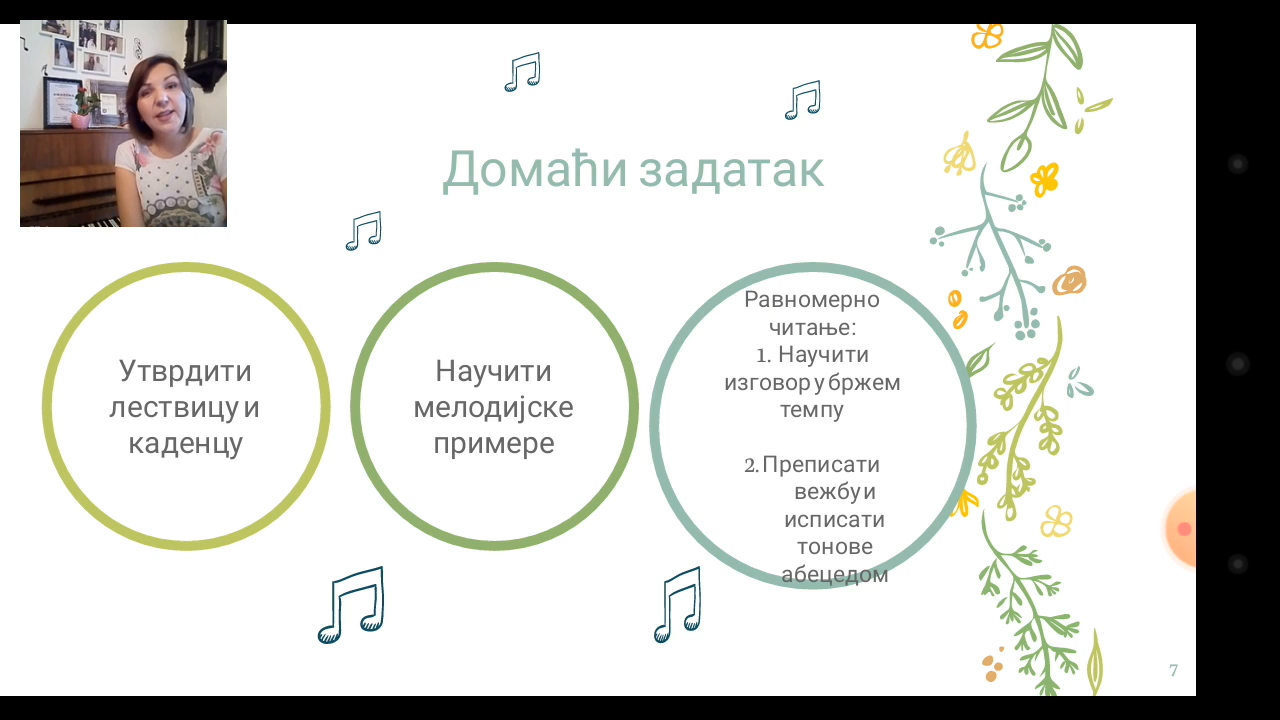 Домаћи задатак
Утврдити
лествицу и
каденцу
Научити
мелодијске
примере
Равномерно
читање:
1. Научити
изговор у бржем
темпу
2. Преписати
вежбу и
исписати
тонове
абецедом
7